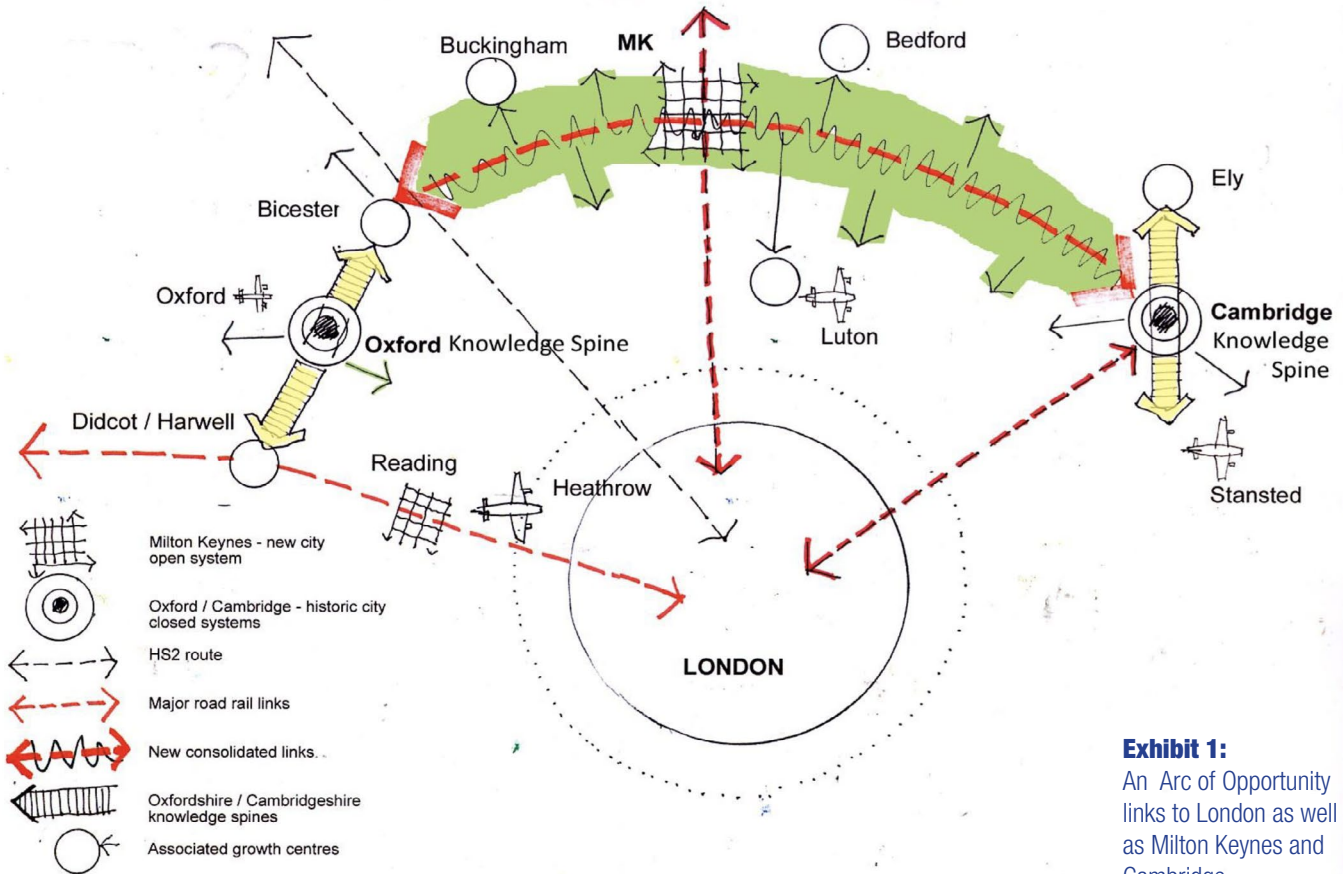 Buckingham
MK
Bedford
Bicester
Ely
Oxford
Oxford Knowledge Spine
Luton
Cambridge
Knowledge
Spine
Didcot / Harwell
Reading
Heathrow
Stansted
LONDON
Milton Keynes - new city
open system
Oxford / Cambridge - historic city
closed systems
HS2 route
Major road rail links
New consolidated links
Oxfordshire / Cambridgeshire
knowledge spines
Associated growth centres
Exhibit 1:
An Arc of Opportunity
links to London as well
as Milton Keynes and
Cambridge